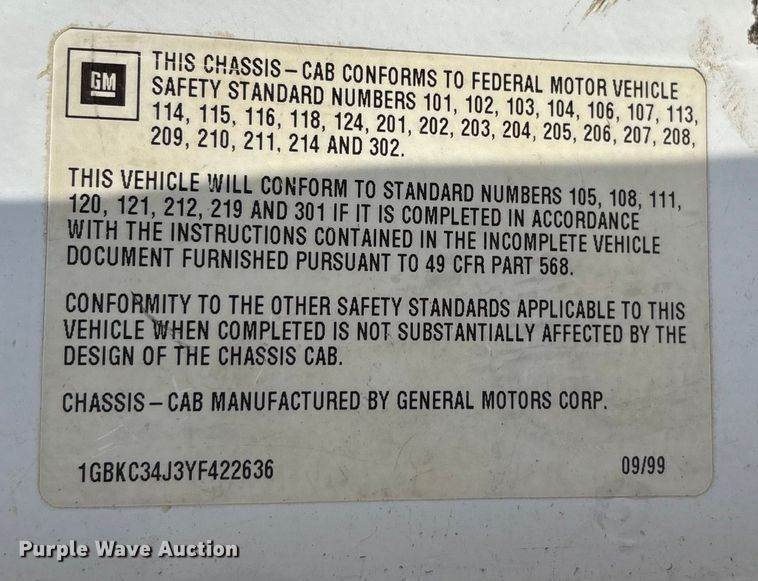 GM
THIS CHASSIS-CAB CONFORMS TO FEDERAL MOTOR VEHICLE
SAFETY STANDARD NUMBERS 101, 102, 103, 104, 106, 107, 113,
114, 115, 116, 118, 124, 201, 202, 203, 204, 205, 206, 207, 208,
209, 210, 211, 214 AND 302.
THIS VEHICLE WILL CONFORM TO STANDARD NUMBERS 105, 108, 111,
120, 121, 212, 219 AND 301 IF IT IS COMPLETED IN ACCORDANCE
WITH THE INSTRUCTIONS CONTAINED IN THE INCOMPLETE VEHICLE
DOCUMENT FURNISHED PURSUANT TO 49 CFR PART 568.
CONFORMITY TO THE OTHER SAFETY STANDARDS APPLICABLE TO THIS
VEHICLE WHEN COMPLETED IS NOT SUBSTANTIALLY AFFECTED BY THE
DESIGN OF THE CHASSIS CAB.
CHASSIS-CAB MANUFACTURED BY GENERAL MOTORS CORP.
1GBKC34J3YF422636 09/99
Purple Wave Auction